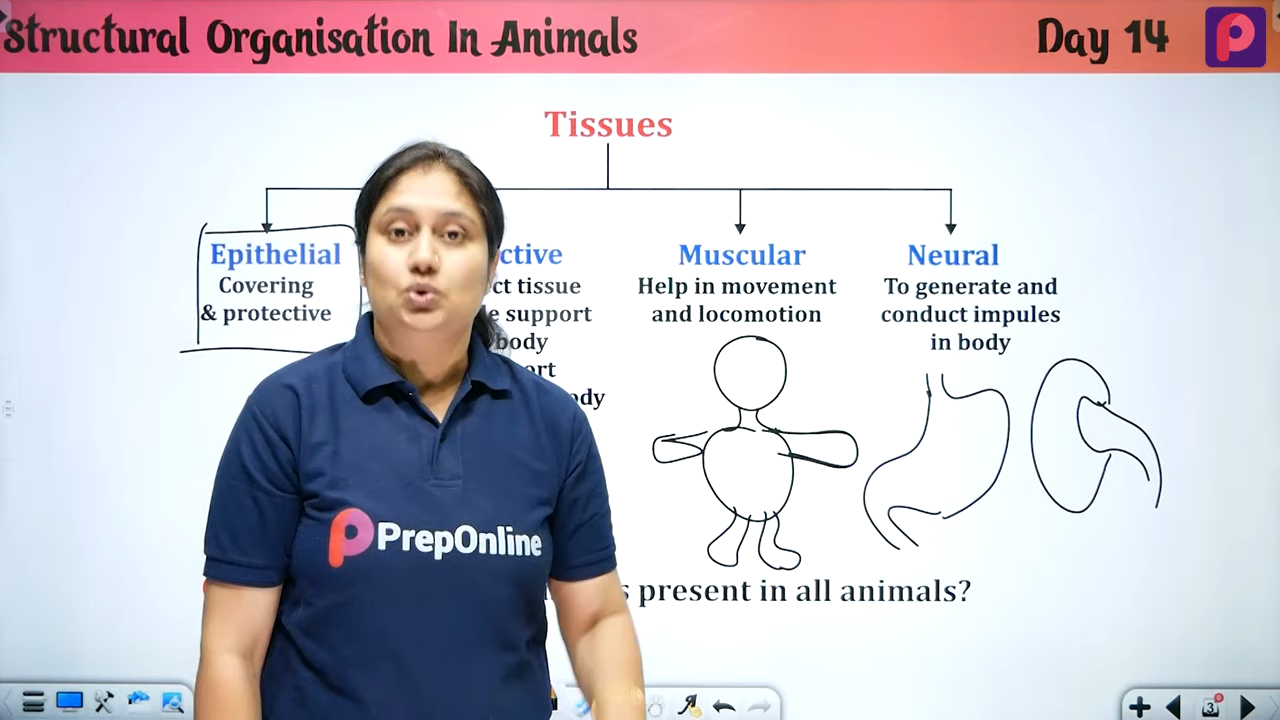 Structural Organisation In Animals
Day 14
Tissues
Epithelial
Covering
& protective
ctive
ct tissue
e support
body
ort
ody
Muscular
Help in movement
and locomotion
Neural
To generate and
conduct impules
in body
PrepOnline
s present in all animals?
3